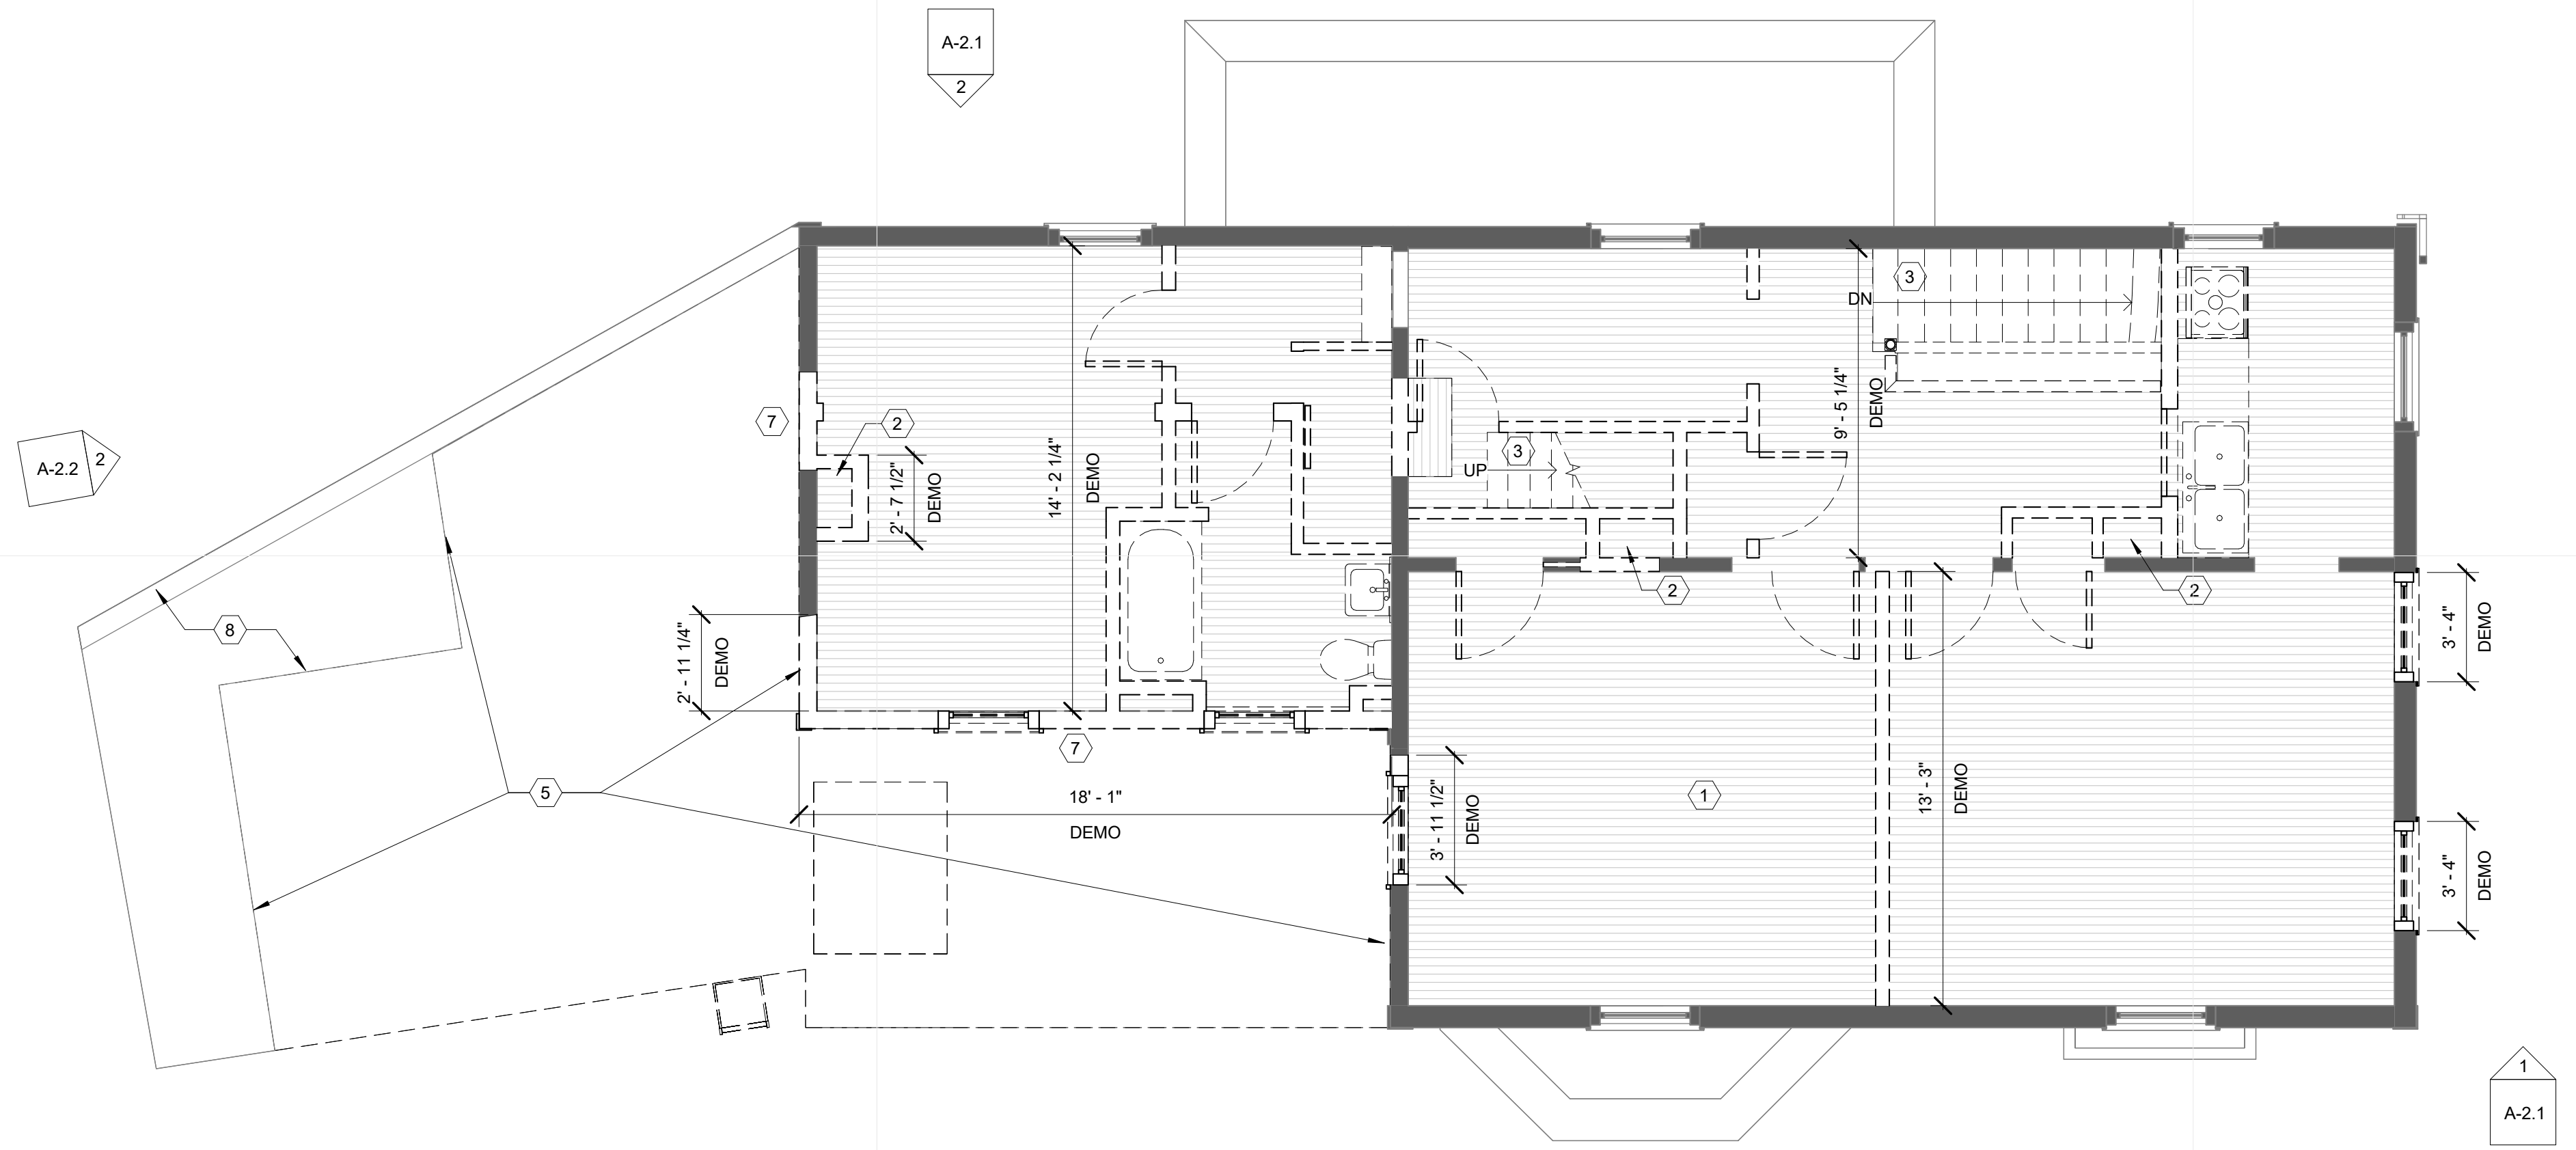 A-2.1
2
3
DN
9' - 5 1/4"
DEMO
7
2
A-2.2
2
14' - 2 1/4"
DEMO
2' - 7 1/2"
DEMO
3
UP
2
2
8
2' - 11 1/4"
DEMO
3' - 4"
DEMO
7
5
18' - 1"
DEMO
3' - 11 1/2"
DEMO
1
13' - 3"
DEMO
3' - 4"
DEMO
1
A-2.1